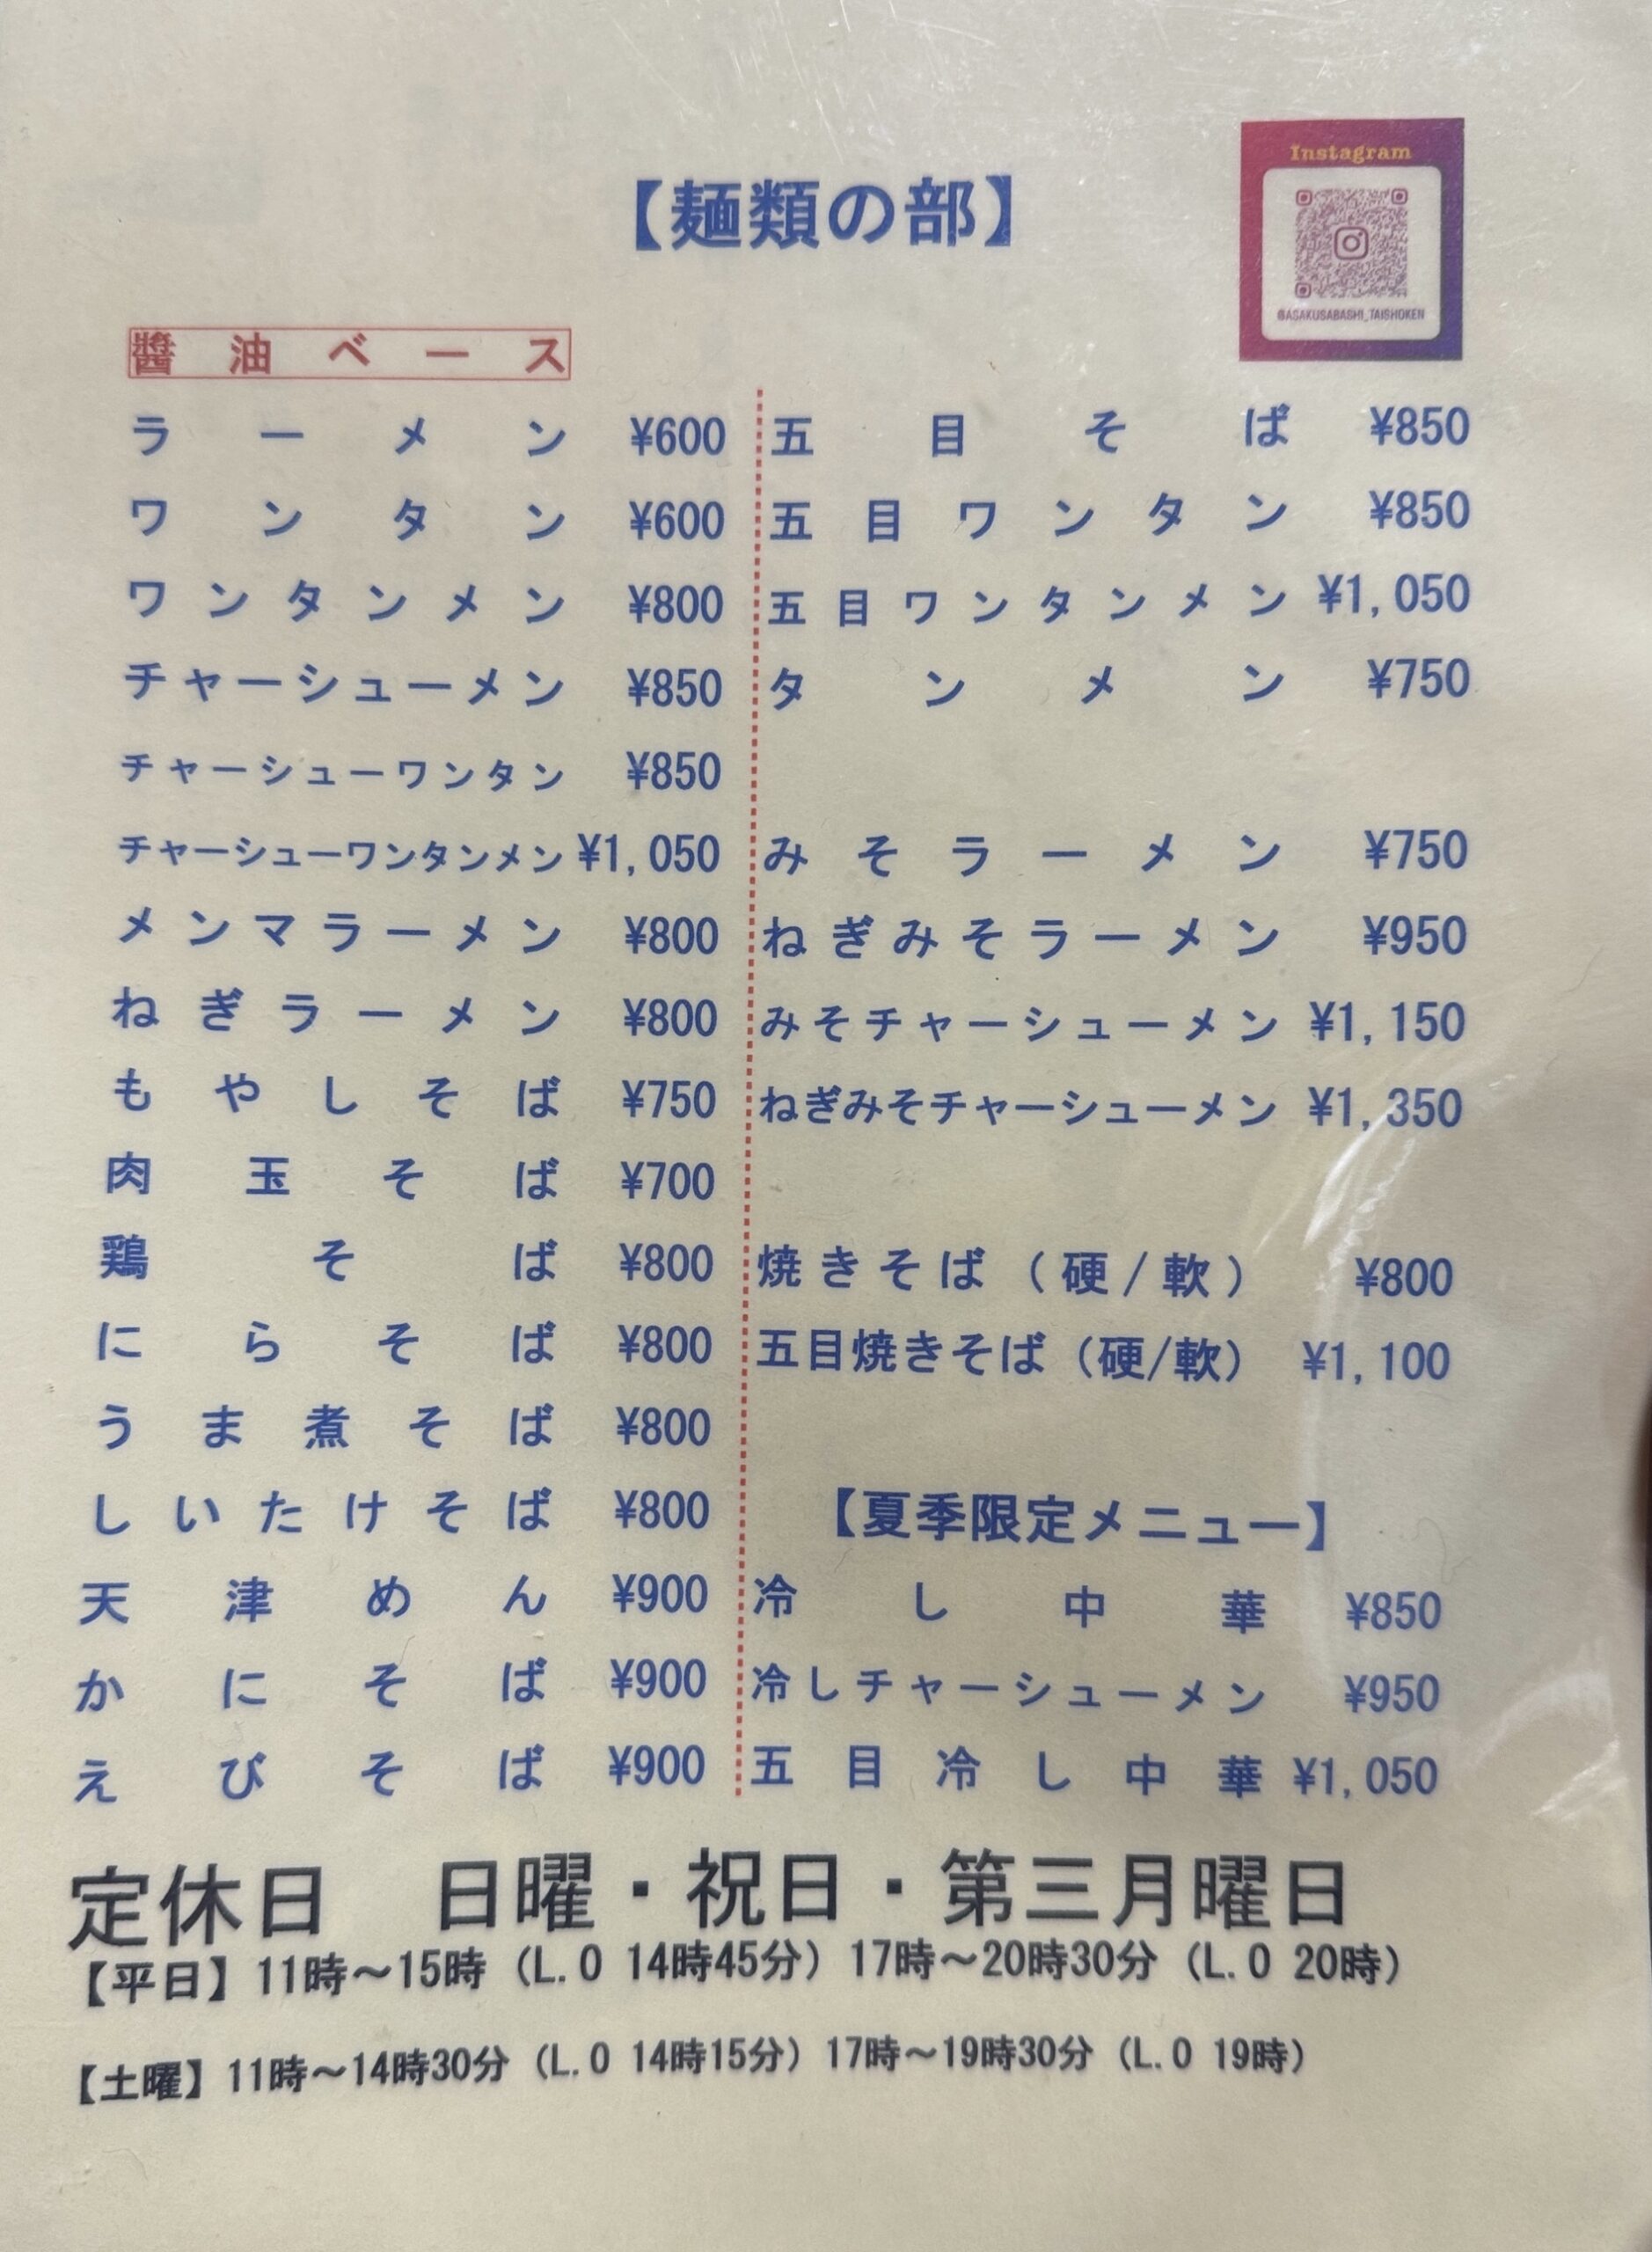 【麺類の部】
Instagram
@ASAKUSABASHI_TAISHOKEN
醬油ベース
ラーメン ¥600
ワンタン ¥600
ワンタンメン ¥800
チャーシューメン ¥850
チャーシューワンタン ¥850
チャーシューワンタンメン ¥1,050
メンマラーメン ¥800
ねぎラーメン ¥800
もやしそば ¥750
肉玉そば ¥700
鶏そば ¥800
にらそば ¥800
うま煮そば ¥800
しいたけそば ¥800
天津めん ¥900
かにそば ¥900
えびそば ¥900
五目そば ¥850
五目ワンタン ¥850
五目ワンタンメン ¥1,050
タンメン ¥750
みそラーメン ¥750
ねぎみそラーメン ¥950
みそチャーシューメン ¥1,150
ねぎみそチャーシューメン ¥1,350
焼きそば(硬/軟) ¥800
五目焼きそば(硬/軟) ¥1,100
【夏季限定メニュー】
冷し中華 ¥850
冷しチャーシューメン ¥950
五目冷し中華 ¥1,050
定休日 日曜・祝日・第三月曜日
【平日】11時～15時(L.O 14時45分)17時～20時30分(L.O 20時)
【土曜】11時～14時30分(L.O 14時15分)17時～19時30分(L.O 19時)